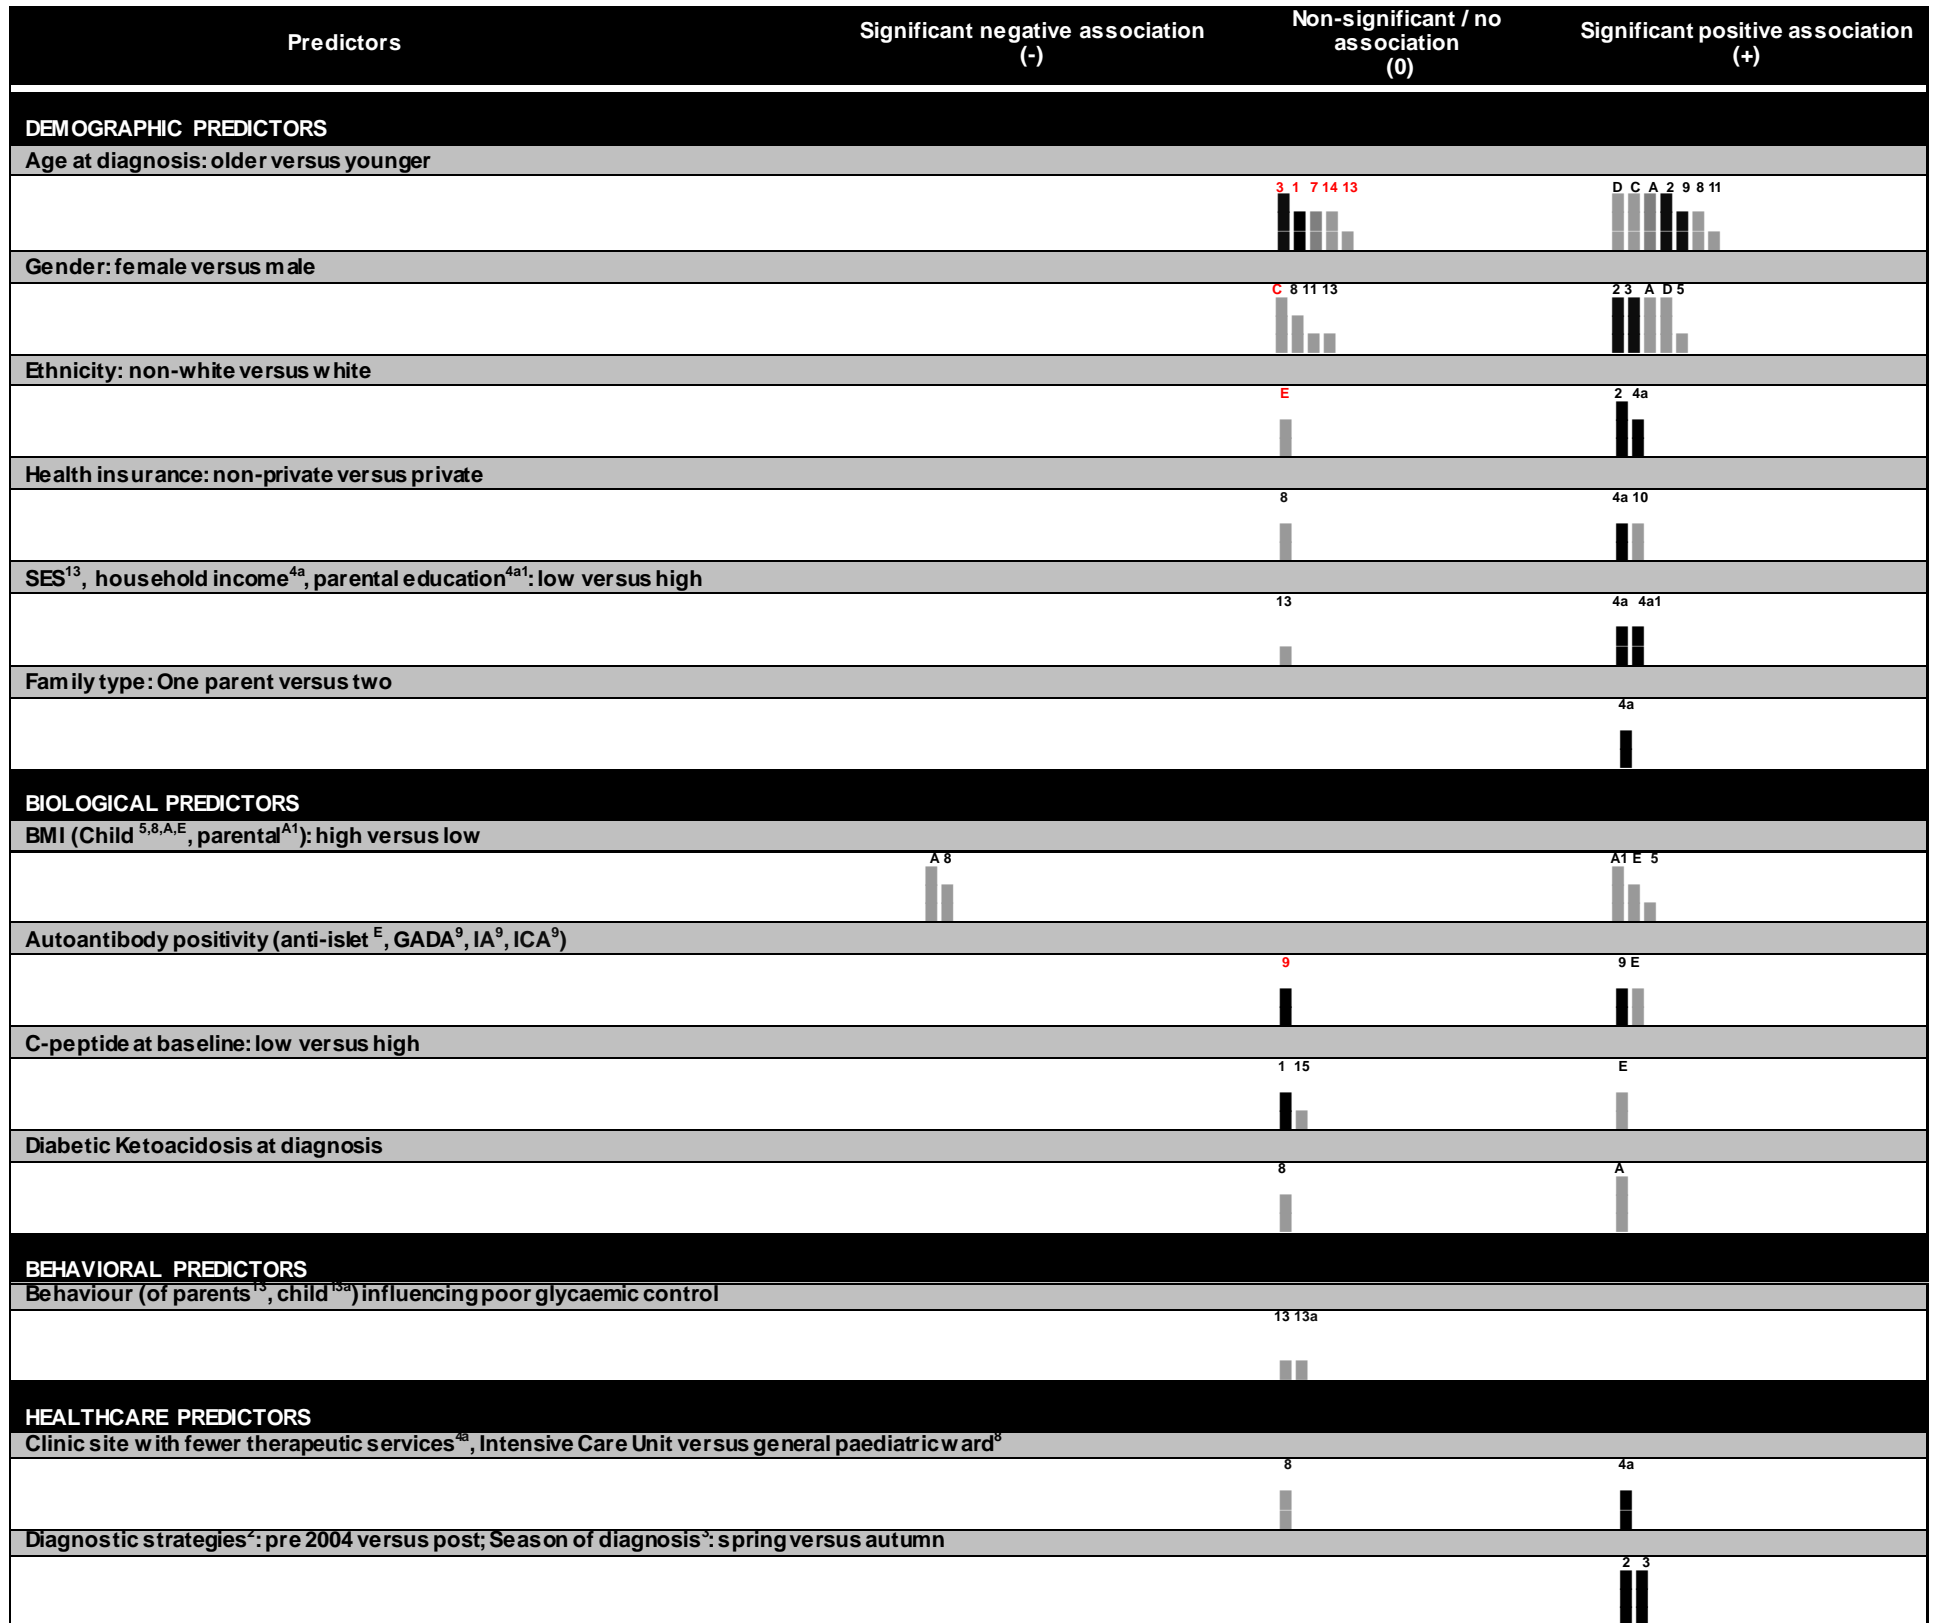 Predictors
Significant negative association
(-)
Non-significant / no
association
(0)
Significant positive association
(+)
DEMOGRAPHIC PREDICTORS
Age at diagnosis: older versus younger
3 1 7 14 13
D C A 2 9 8 11
Gender: female versus male
C 8 11 13
2 3 A D 5
Ethnicity: non-white versus white
E
2 4a
Health insurance: non-private versus private
8
4a 10
SES13, household income4a, parental education4a1: low versus high
13
4a 4a1
Family type: One parent versus two
4a
BIOLOGICAL PREDICTORS
BMI (Child 5,8,A,E, parentalA1): high versus low
A 8
A1 E 5
Autoantibody positivity (anti-islet E, GADA9, IA9, ICA9)
9
9 E
C-peptide at baseline: low versus high
1 15
E
Diabetic Ketoacidosis at diagnosis
8
A
BEHAVIORAL PREDICTORS
Behaviour (of parents13, child13a) influencing poor glycaemic control
13 13a
HEALTHCARE PREDICTORS
Clinic site with fewer therapeutic services4a, Intensive Care Unit versus general paediatric ward8
8
4a
Diagnostic strategies2: pre 2004 versus post; Season of diagnosis3: spring versus autumn
2 3